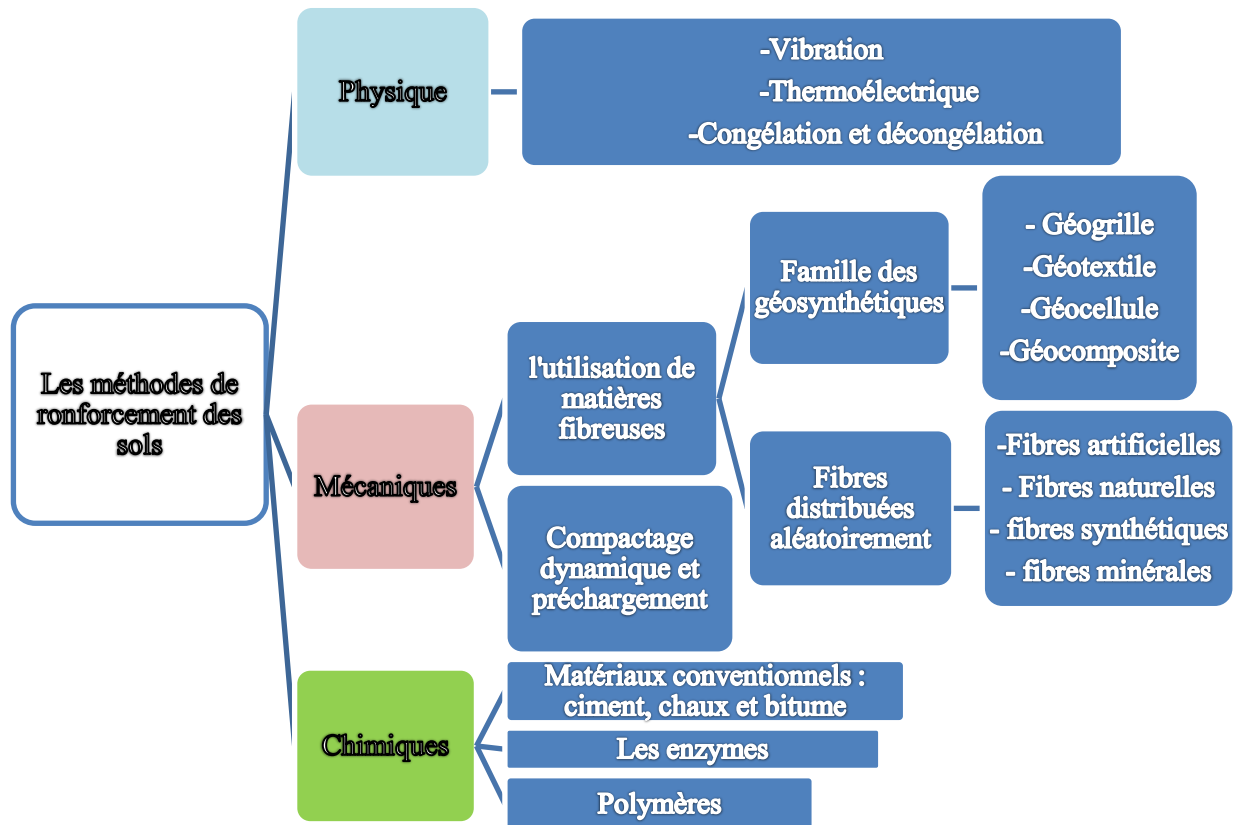 Les méthodes de
ronforcement des
sols
Physique
-Vibration
-Thermoélectrique
-Congélation et décongélation
Mécaniques
l'utilisation de
matières
fibreuses
Famille des
géosynthétiques
- Géogrille
-Géotextile
-Géocellule
-Géocomposite
Fibres
distribuées
aléatoirement
-Fibres artificielles
- Fibres naturelles
- fibres synthétiques
- fibres minérales
Compactage
dynamique et
préchargement
Chimiques
Matériaux conventionnels :
ciment, chaux et bitume
Les enzymes
Polymères